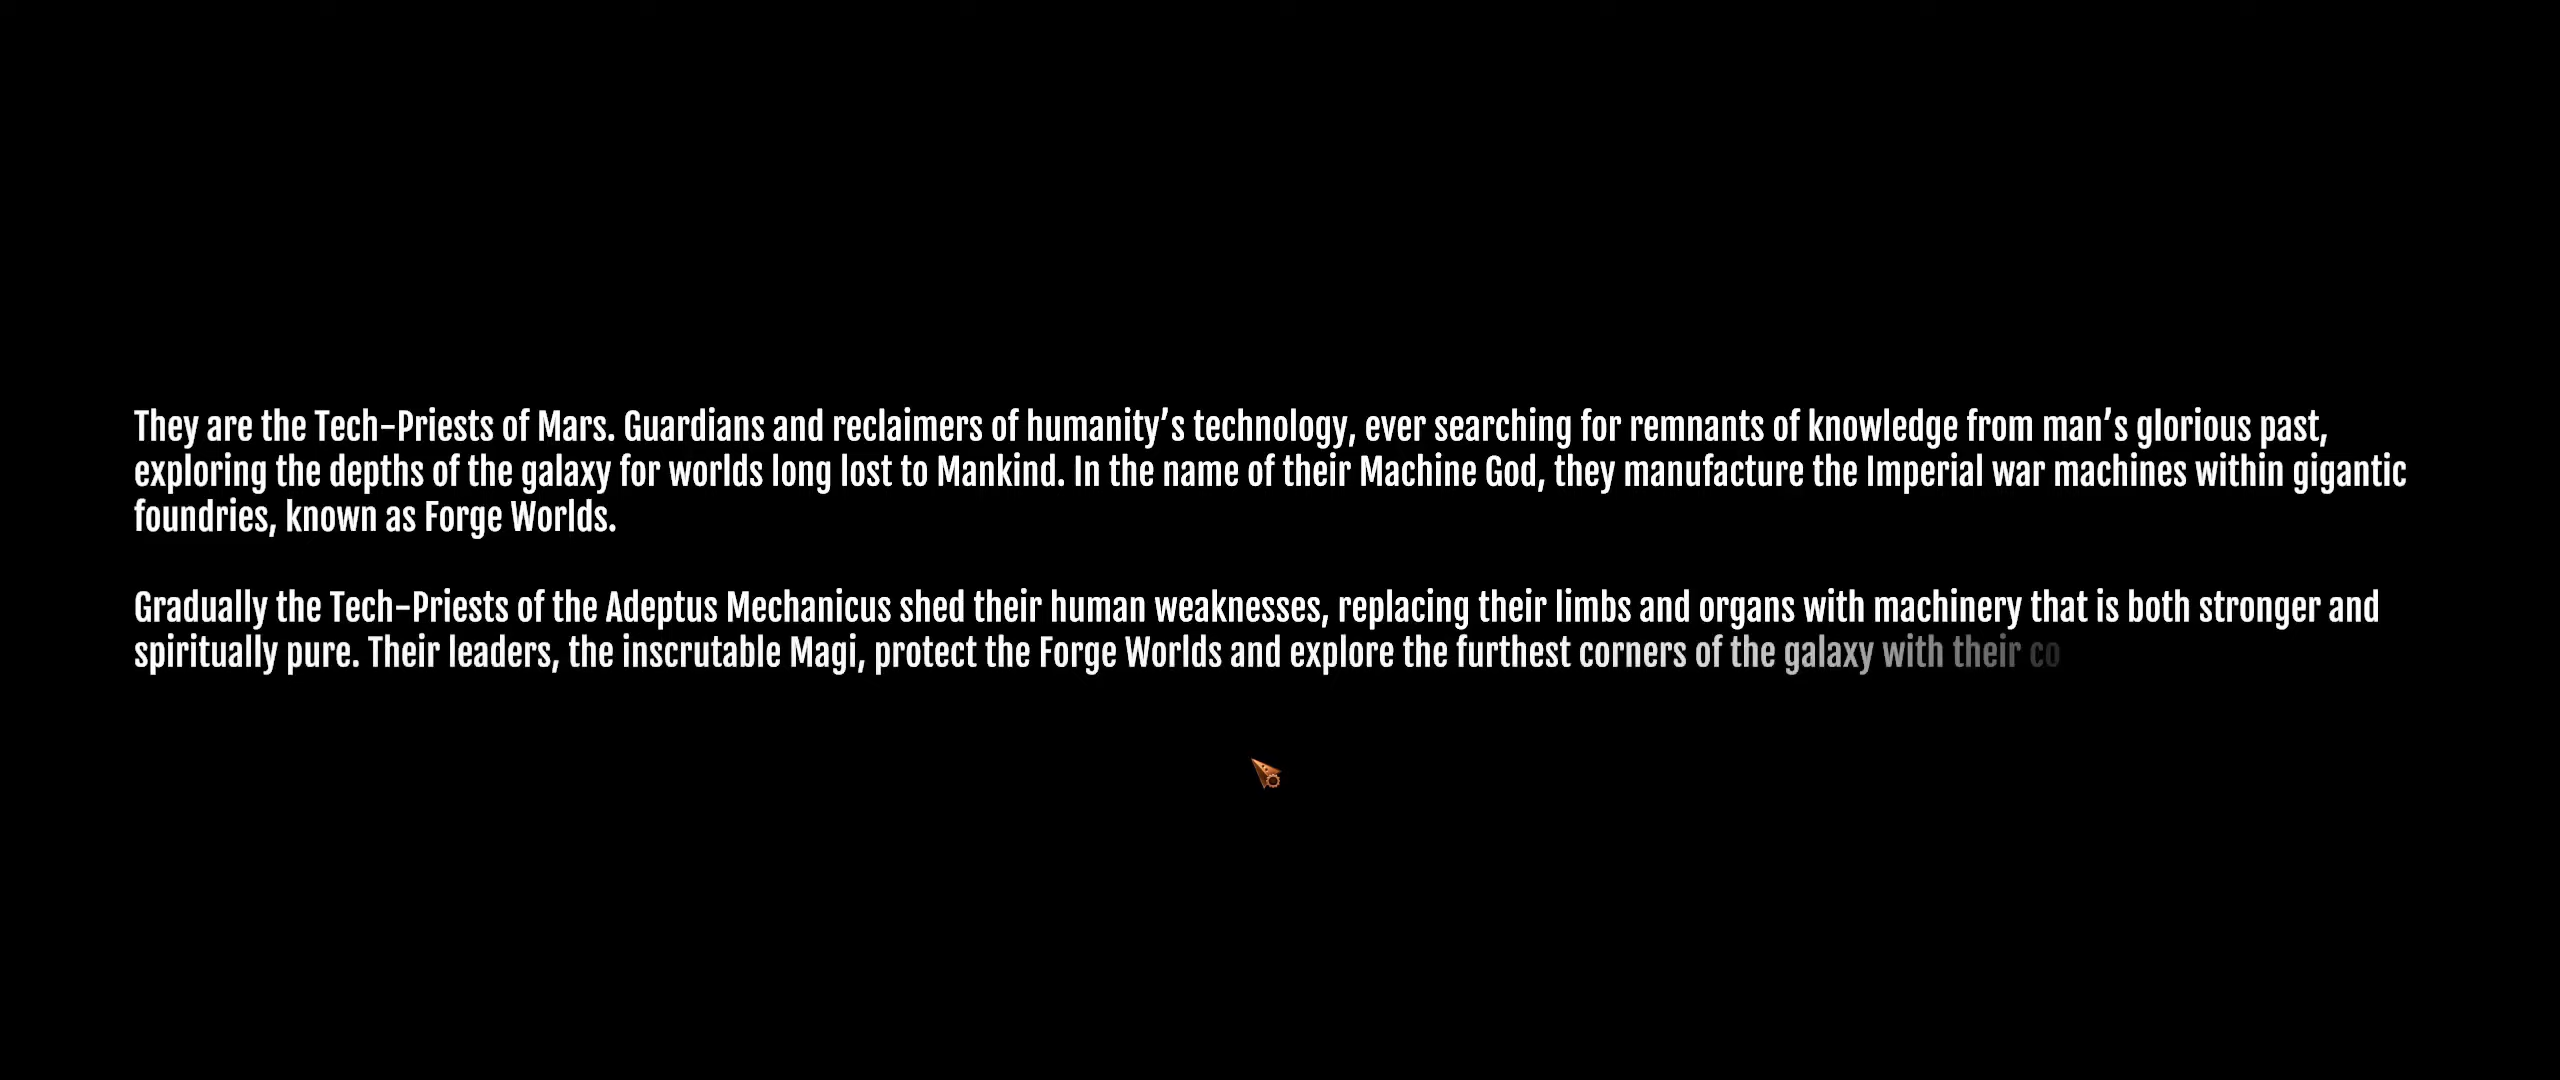 They are the Tech-Priests of Mars. Guardians and reclaimers of humanity’s technology, ever searching for remnants of knowledge from man’s glorious past,
exploring the depths of the galaxy for worlds long lost to Mankind. In the name of their Machine God, they manufacture the Imperial war machines within gigantic
foundries, known as Forge Worlds.
Gradually the Tech-Priests of the Adeptus Mechanicus shed their human weaknesses, replacing their limbs and organs with machinery that is both stronger and
spiritually pure. Their leaders, the inscrutable Magi, protect the Forge Worlds and explore the furthest corners of the galaxy with their co